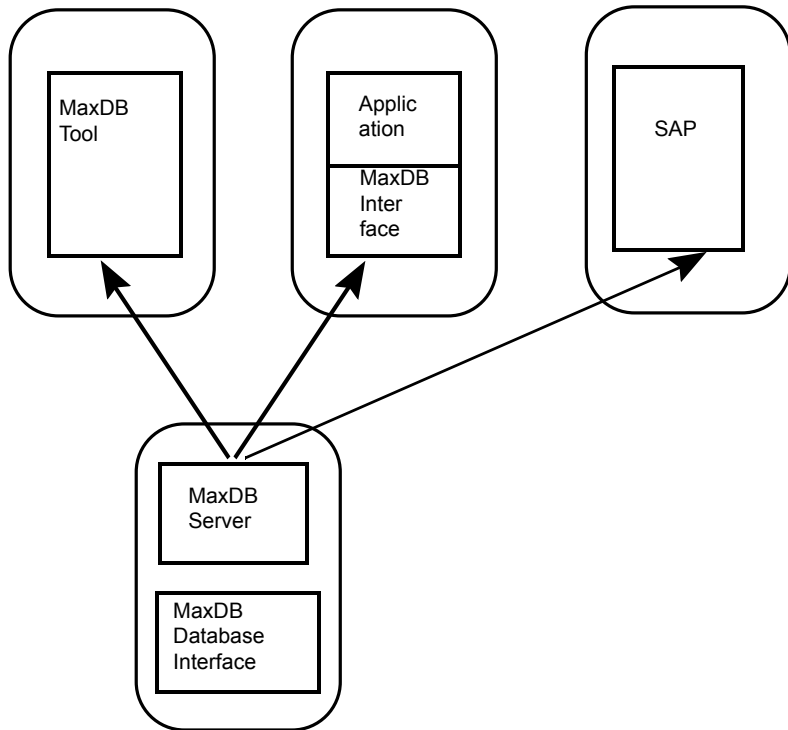 MaxDB
Tool
Applic
ation
MaxDB
Inter
face
SAP
MaxDB
Server
MaxDB
Database
Interface